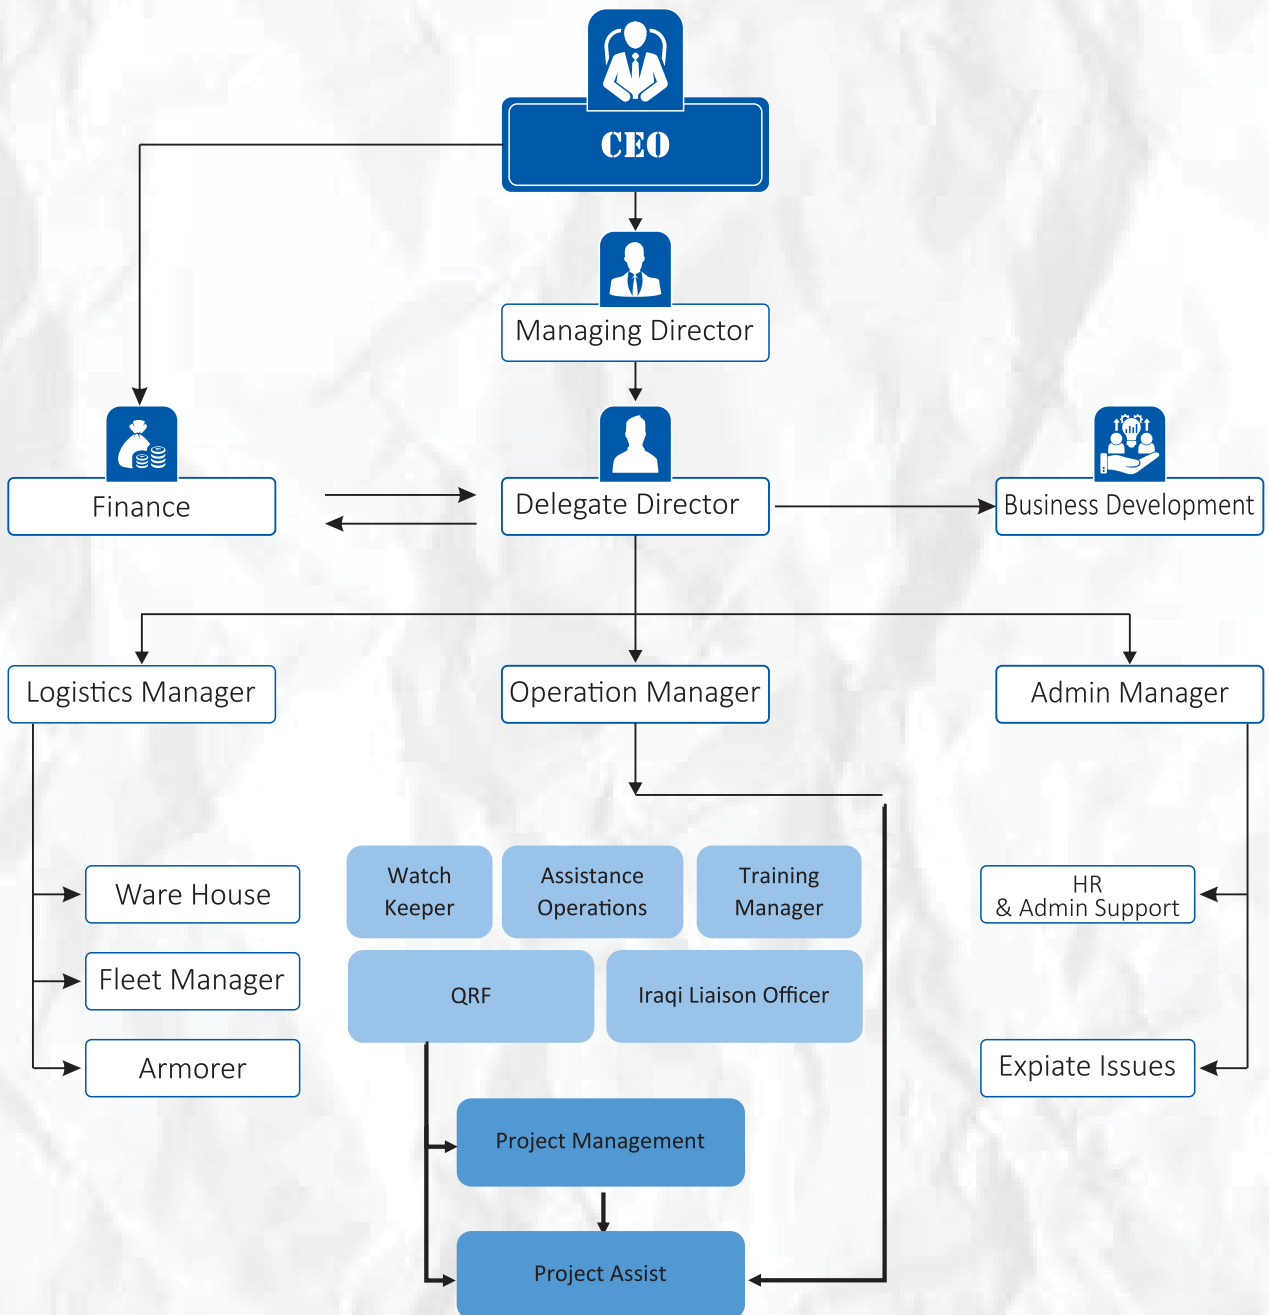 CEO
Managing Director
Finance
Delegate Director
Business Development
Logistics Manager
Operation Manager
Admin Manager
Ware House
Fleet Manager
Armorer
Watch
Keeper
Assistance
Operations
Training
Manager
QRF
Iraqi Liaison Officer
HR
& Admin Support
Expiate Issues
Project Management
Project Assist